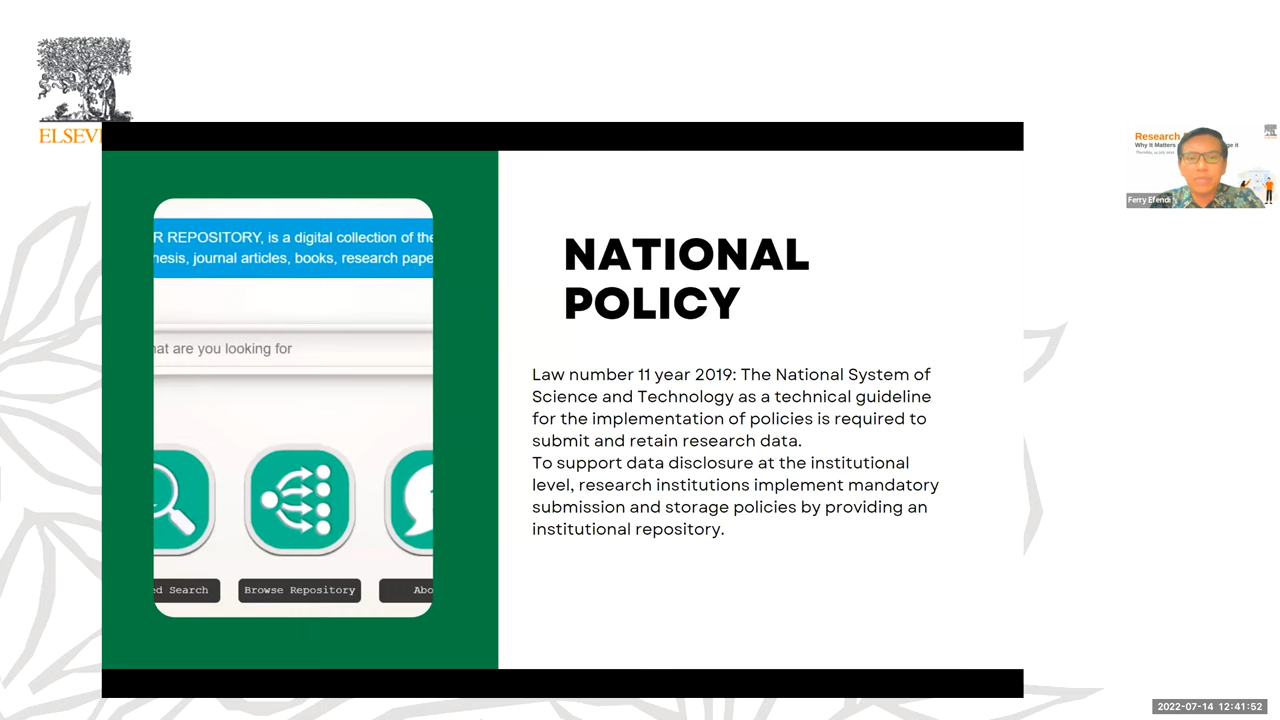 ELSEV
R REPOSITORY, is a digital collection of the
hesis, journal articles, books, research pape
hat are you looking for
ed Search
Browse Repository
Abo
NATIONAL
POLICY
Law number 11 year 2019: The National System of
Science and Technology as a technical guideline
for the implementation of policies is required to
submit and retain research data.
To support data disclosure at the institutional
level, research institutions implement mandatory
submission and storage policies by providing an
institutional repository.
Research
Why It Matters
ge it
Ferry Efendi
2022-07-14 12:41:52